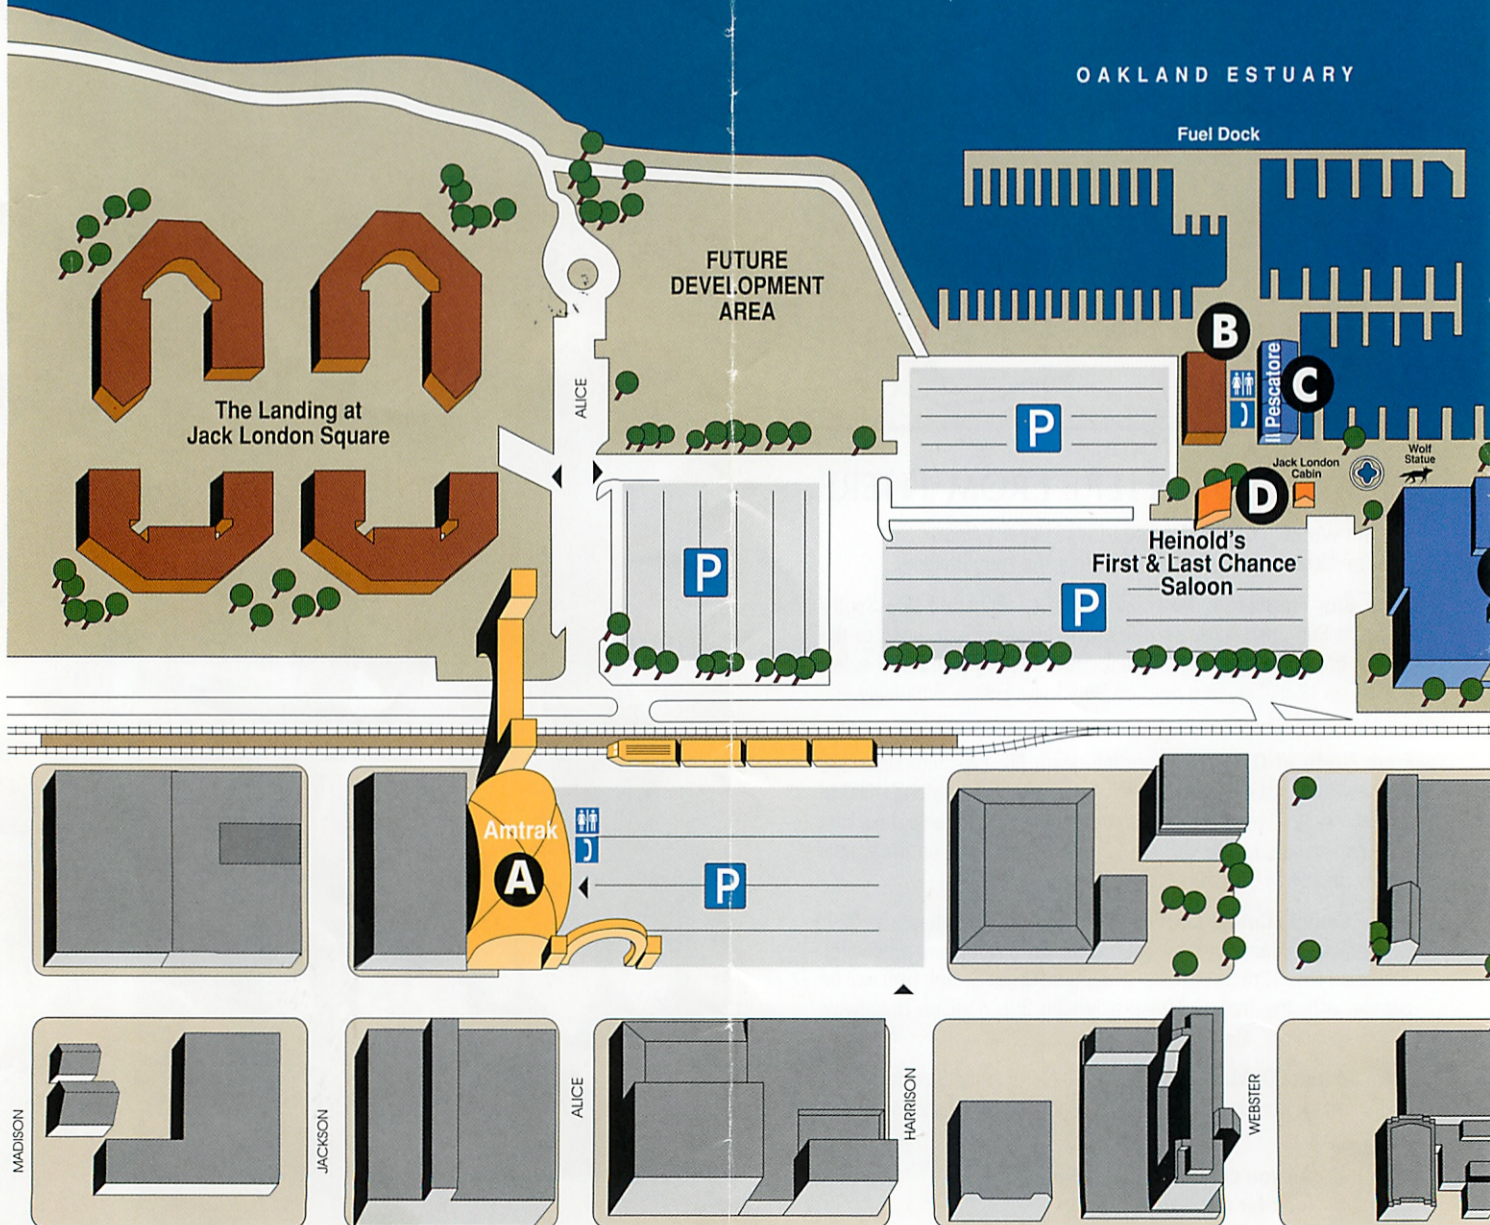 OAKLAND ESTUARY
Fuel Dock
FUTURE
DEVELOPMENT
AREA
B
Il Pescatore
C
ALICE
The Landing at
Jack London Square
P
Wolf
Statue
Jack London
Cabin
D
Heinold's
First & Last Chance
Saloon
P
P
Amtrak
A
P
MADISON
JACKSON
ALICE
HARRISON
WEBSTER